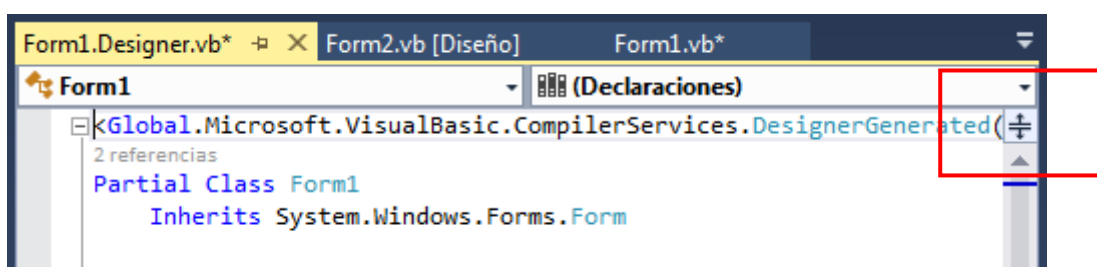 Form1.Designer.vb* Form2.vb [Diseño] Form1.vb*
Form1 (Declaraciones)
<Global.Microsoft.VisualBasic.CompilerServices.DesignerGenerated(
2 referencias
Partial Class Form1
Inherits System.Windows.Forms.Form